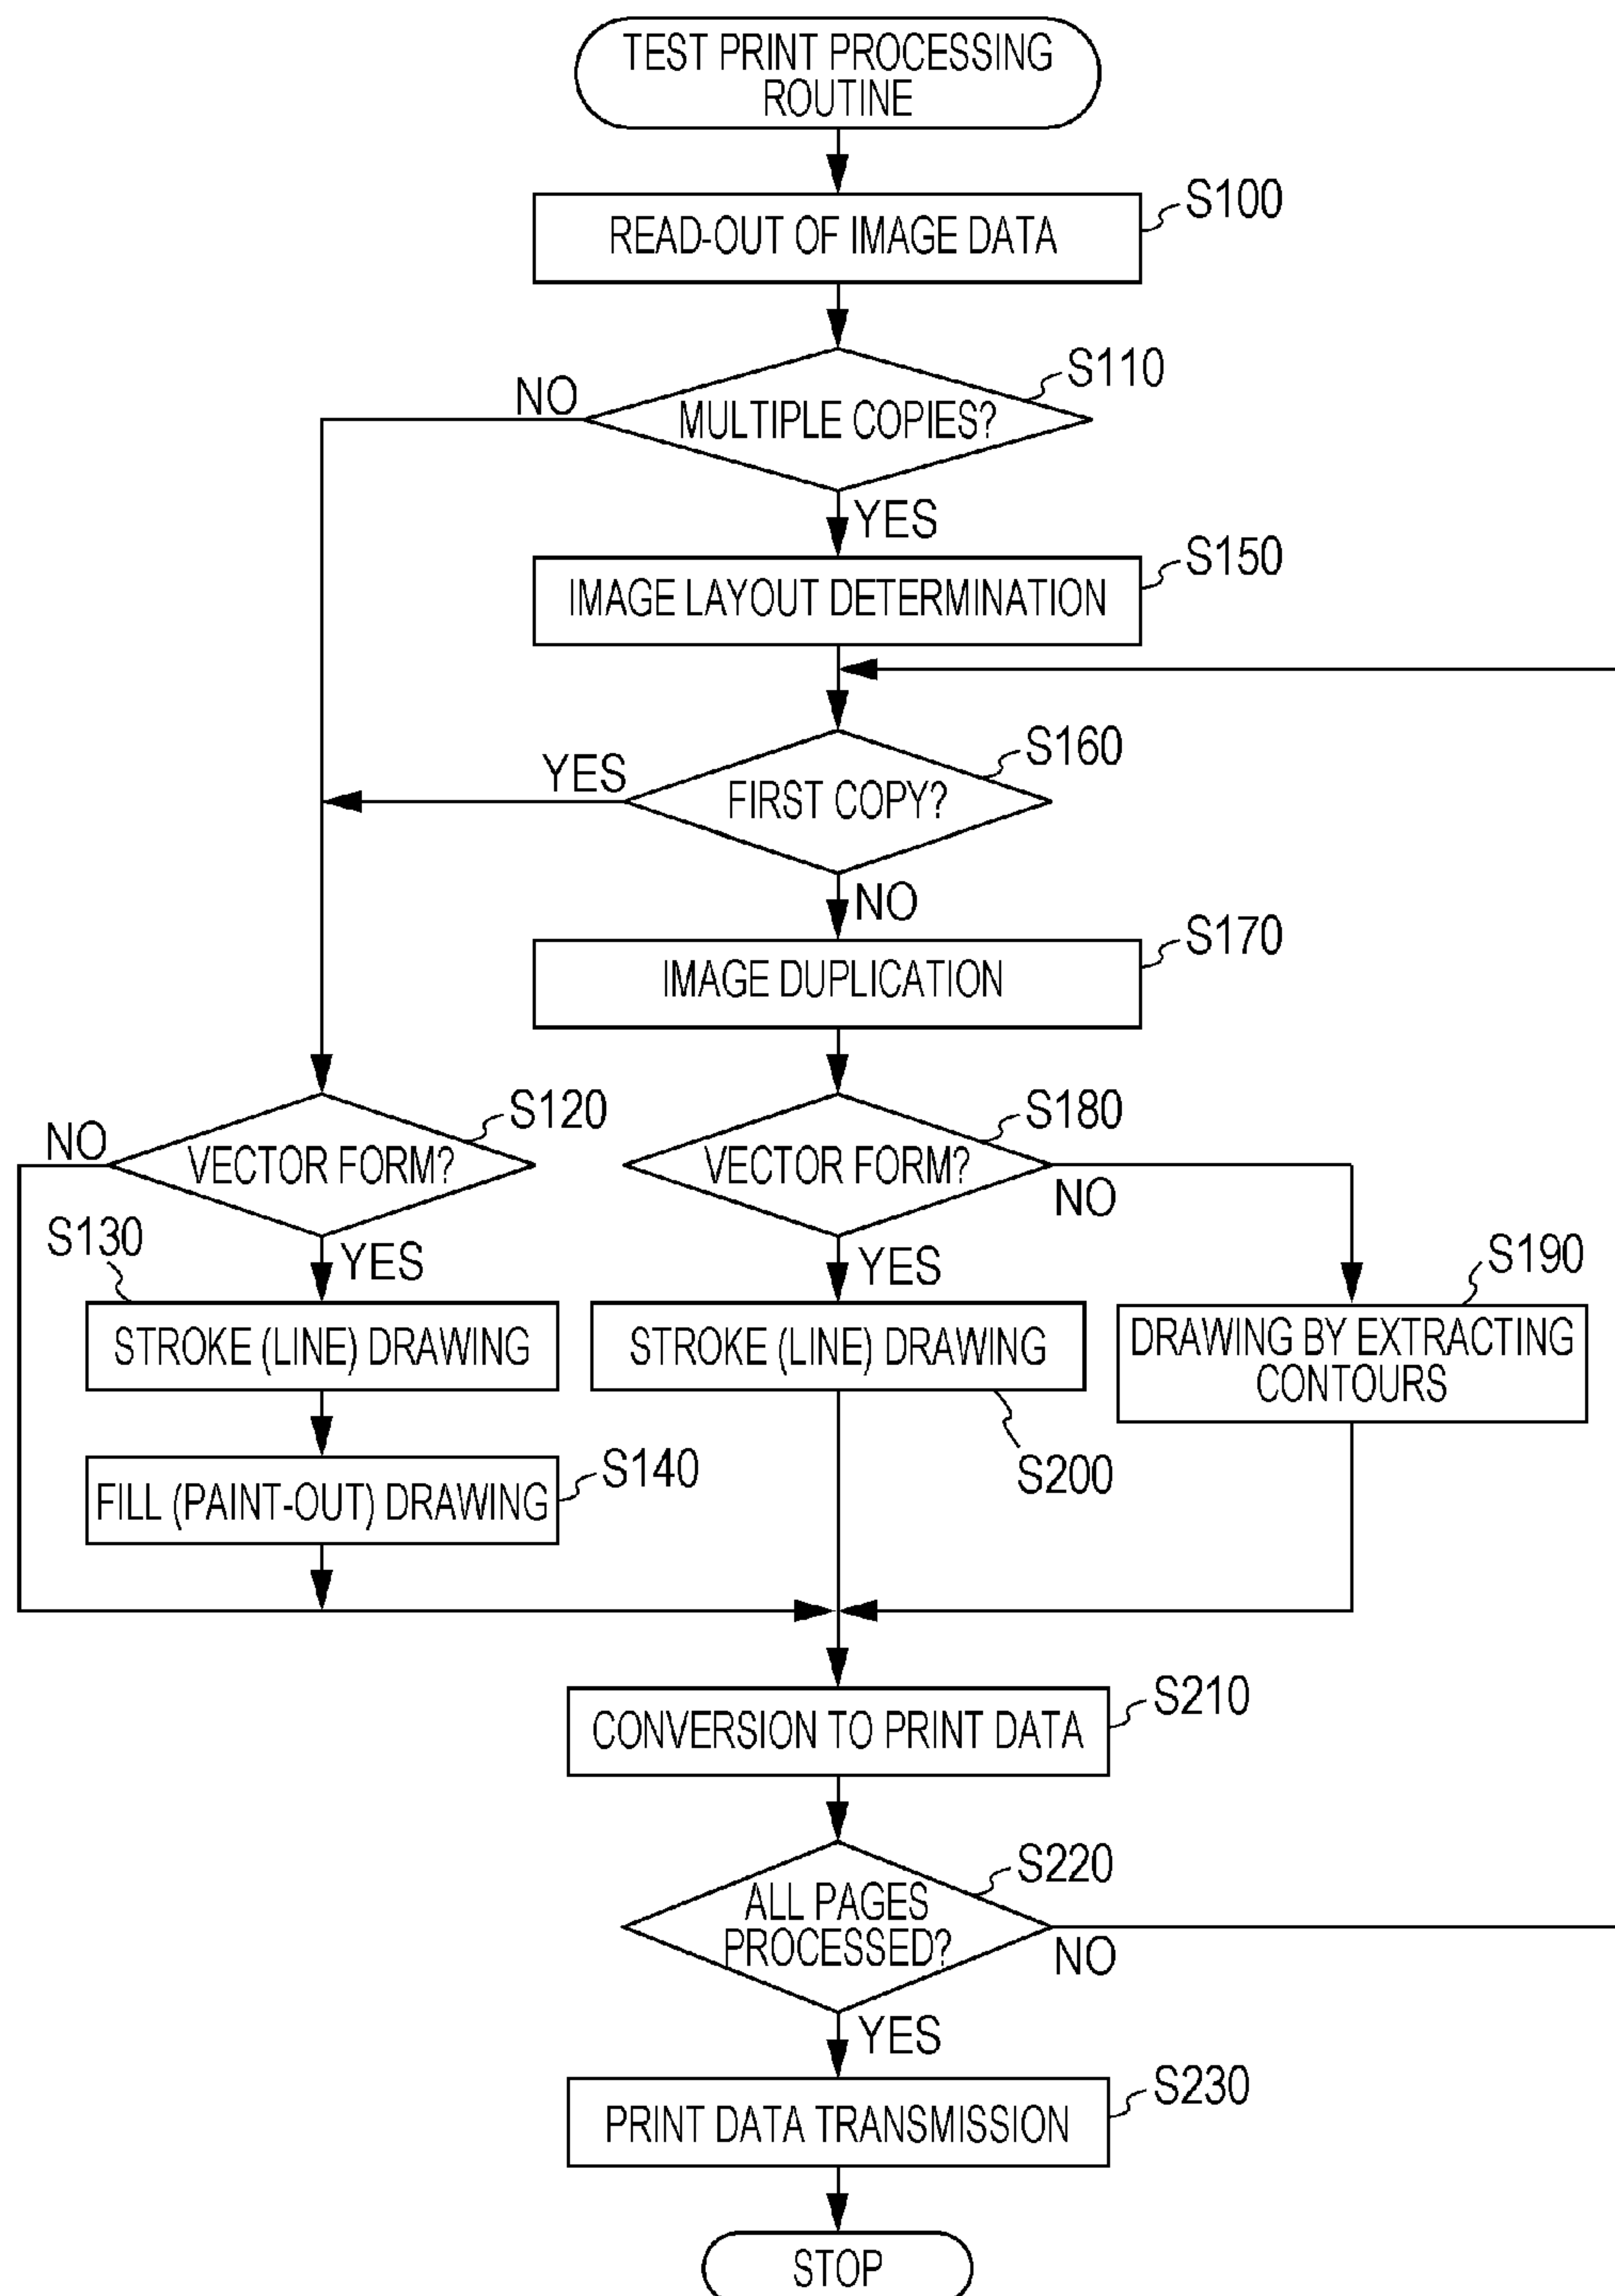 TEST PRINT PROCESSING
ROUTINE
S100
READ-OUT OF IMAGE DATA
S110
NO
MULTIPLE COPIES?
YES
S150
IMAGE LAYOUT DETERMINATION
S160
YES
FIRST COPY?
NO
S170
IMAGE DUPLICATION
S120
NO
VECTOR FORM?
S180
VECTOR FORM?
NO
S130
YES
STROKE (LINE) DRAWING
YES
STROKE (LINE) DRAWING
S190
DRAWING BY EXTRACTING
CONTOURS
S140
FILL (PAINT-OUT) DRAWING
S200
S210
CONVERSION TO PRINT DATA
S220
ALL PAGES
PROCESSED?
NO
YES
S230
PRINT DATA TRANSMISSION
STOP